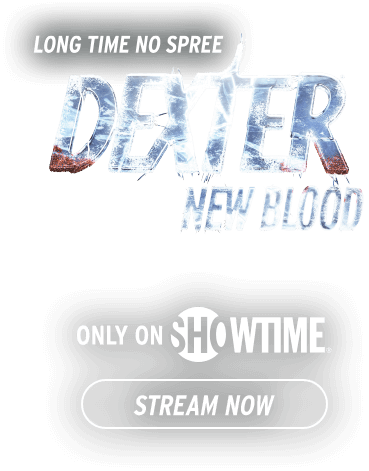 LONG TIME NO SPREE
DEXTER
NEW BLOOD
ONLY ON SHOWTIME
STREAM NOW